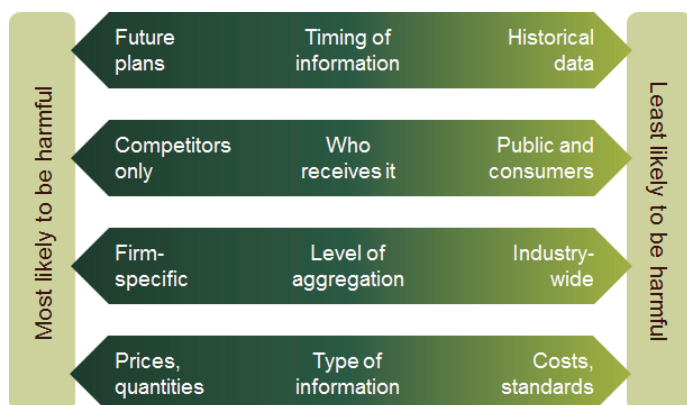 Most likely to be harmful
Future
plans
Timing of
information
Historical
data
Competitors
only
Who
receives it
Public and
consumers
Firm-
specific
Level of
aggregation
Industry-
wide
Prices,
quantities
Type of
information
Costs,
standards
Least likely to be harmful